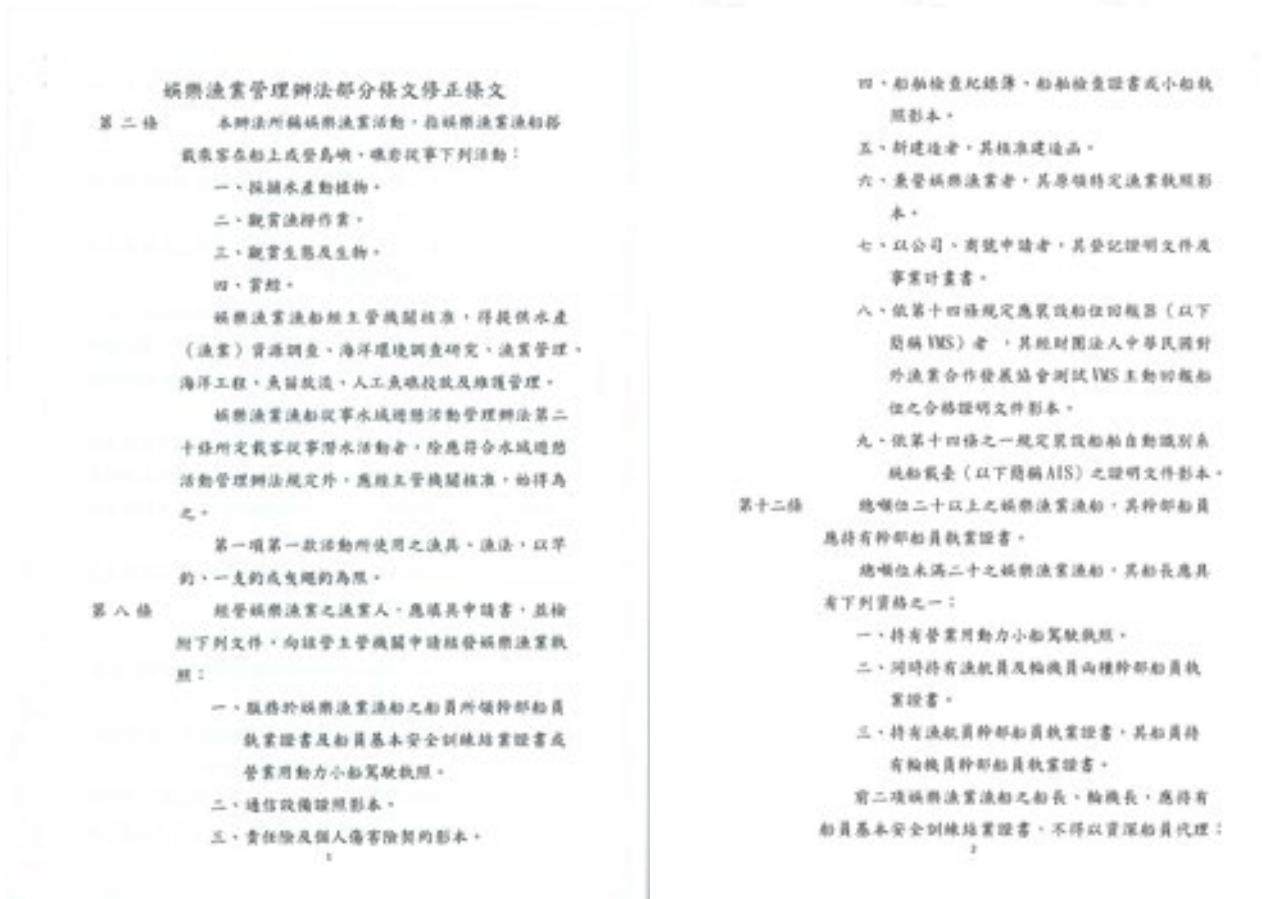 娛樂漁業管理辦法部分條文修正條文
第二條 本辦法所稱娛樂漁業活動,指娛樂漁業漁船搭
載乘客在船上或登島嶼、礁岩從事下列活動:
一、採捕水產動植物。
二、觀賞漁撈作業。
三、觀賞生態及生物。
四、賞鯨。
娛樂漁業漁船經主管機關核准,得提供水產
(漁業)資源調查、海洋環境調查研究、漁業管理、
海洋工程、魚苗放流、人工魚礁投放及維護管理。
娛樂漁業漁船從事水域遊憩活動管理辦法第二
十條所定載客從事潛水活動者,除應符合水域遊憩
活動管理辦法規定外,應經主管機關核准,始得為
之。
第一項第一款活動所使用之漁具、漁法,以竿
釣、一支釣或曳繩釣為限。
第八條 經營娛樂漁業之漁業人,應填具申請書,並檢
附下列文件,向該管主管機關申請核發娛樂漁業執
照:
一、服務於娛樂漁業漁船之船員所領幹部船員
執業證書及船員基本安全訓練結業證書或
營業用動力小船駕駛執照。
二、通信設備證照影本。
三、責任險及個人傷害險契約影本。
1
四、船舶檢查紀錄簿、船舶檢查證書或小船執
照影本。
五、新建造者,其核准建造函。
六、兼營娛樂漁業者,其原領特定漁業執照影
本。
七、以公司、商號申請者,其登記證明文件及
事業計畫書。
八、依第十四條規定應裝設船位回報器(以下
簡稱VMS)者 ,其經財團法人中華民國對
外漁業合作發展協會測試VMS主動回報船
位之合格證明文件影本。
九、依第十四條之一規定裝設船舶自動識別系
統船載臺(以下簡稱AIS)之證明文件影本。
第十二條 總噸位二十以上之娛樂漁業漁船,其幹部船員
應持有幹部船員執業證書。
總噸位未滿二十之娛樂漁業漁船,其船長應具
有下列資格之一:
一、持有營業用動力小船駕駛執照。
二、同時持有漁航員及輪機員兩種幹部船員執
業證書。
三、持有漁航員幹部船員執業證書,其船員持
有輪機員幹部船員執業證書。
前二項娛樂漁業漁船之船長、輪機長,應持有
船員基本安全訓練結業證書,不得以資深船員代理;
2